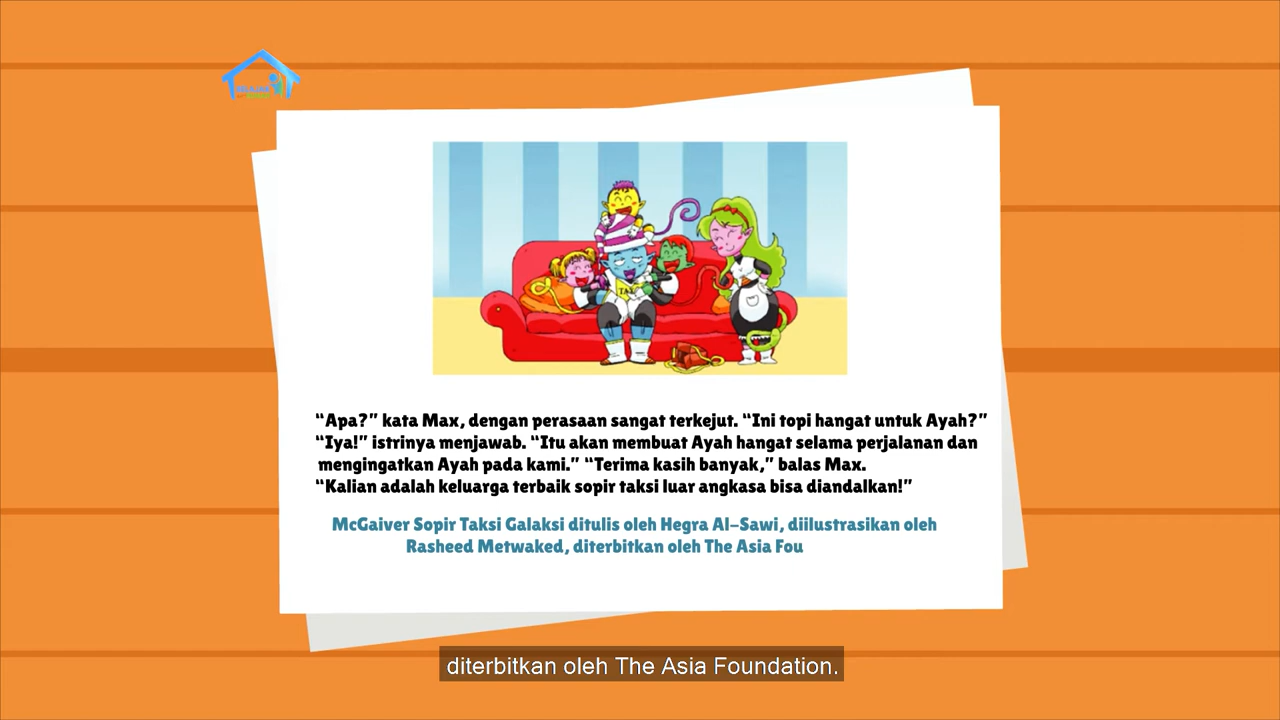 TAXI
“Apa?” kata Max, dengan perasaan sangat terkejut. “Ini topi hangat untuk Ayah?”
“Iya!” istrinya menjawab. “Itu akan membuat Ayah hangat selama perjalanan dan
mengingatkan Ayah pada kami.” “Terima kasih banyak,” balas Max.
“Kalian adalah keluarga terbaik sopir taksi luar angkasa bisa diandalkan!”
McGaiver Sopir Taksi Galaksi ditulis oleh Hegra Al-Sawi, diilustrasikan oleh
Rasheed Metwaked, diterbitkan oleh The Asia Fou
diterbitkan oleh The Asia Foundation.